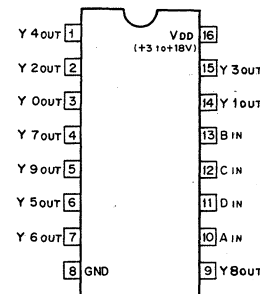 Y 4OUT 1
VDD 16
(+3 to+18V)
Y 2OUT 2
15 Y 3OUT
Y 0OUT 3
14 Y 1OUT
Y 7OUT 4
13 B IN
Y 9OUT 5
12 C IN
Y 5OUT 6
11 D IN
Y 6OUT 7
10 A IN
8 GND
9 Y8OUT